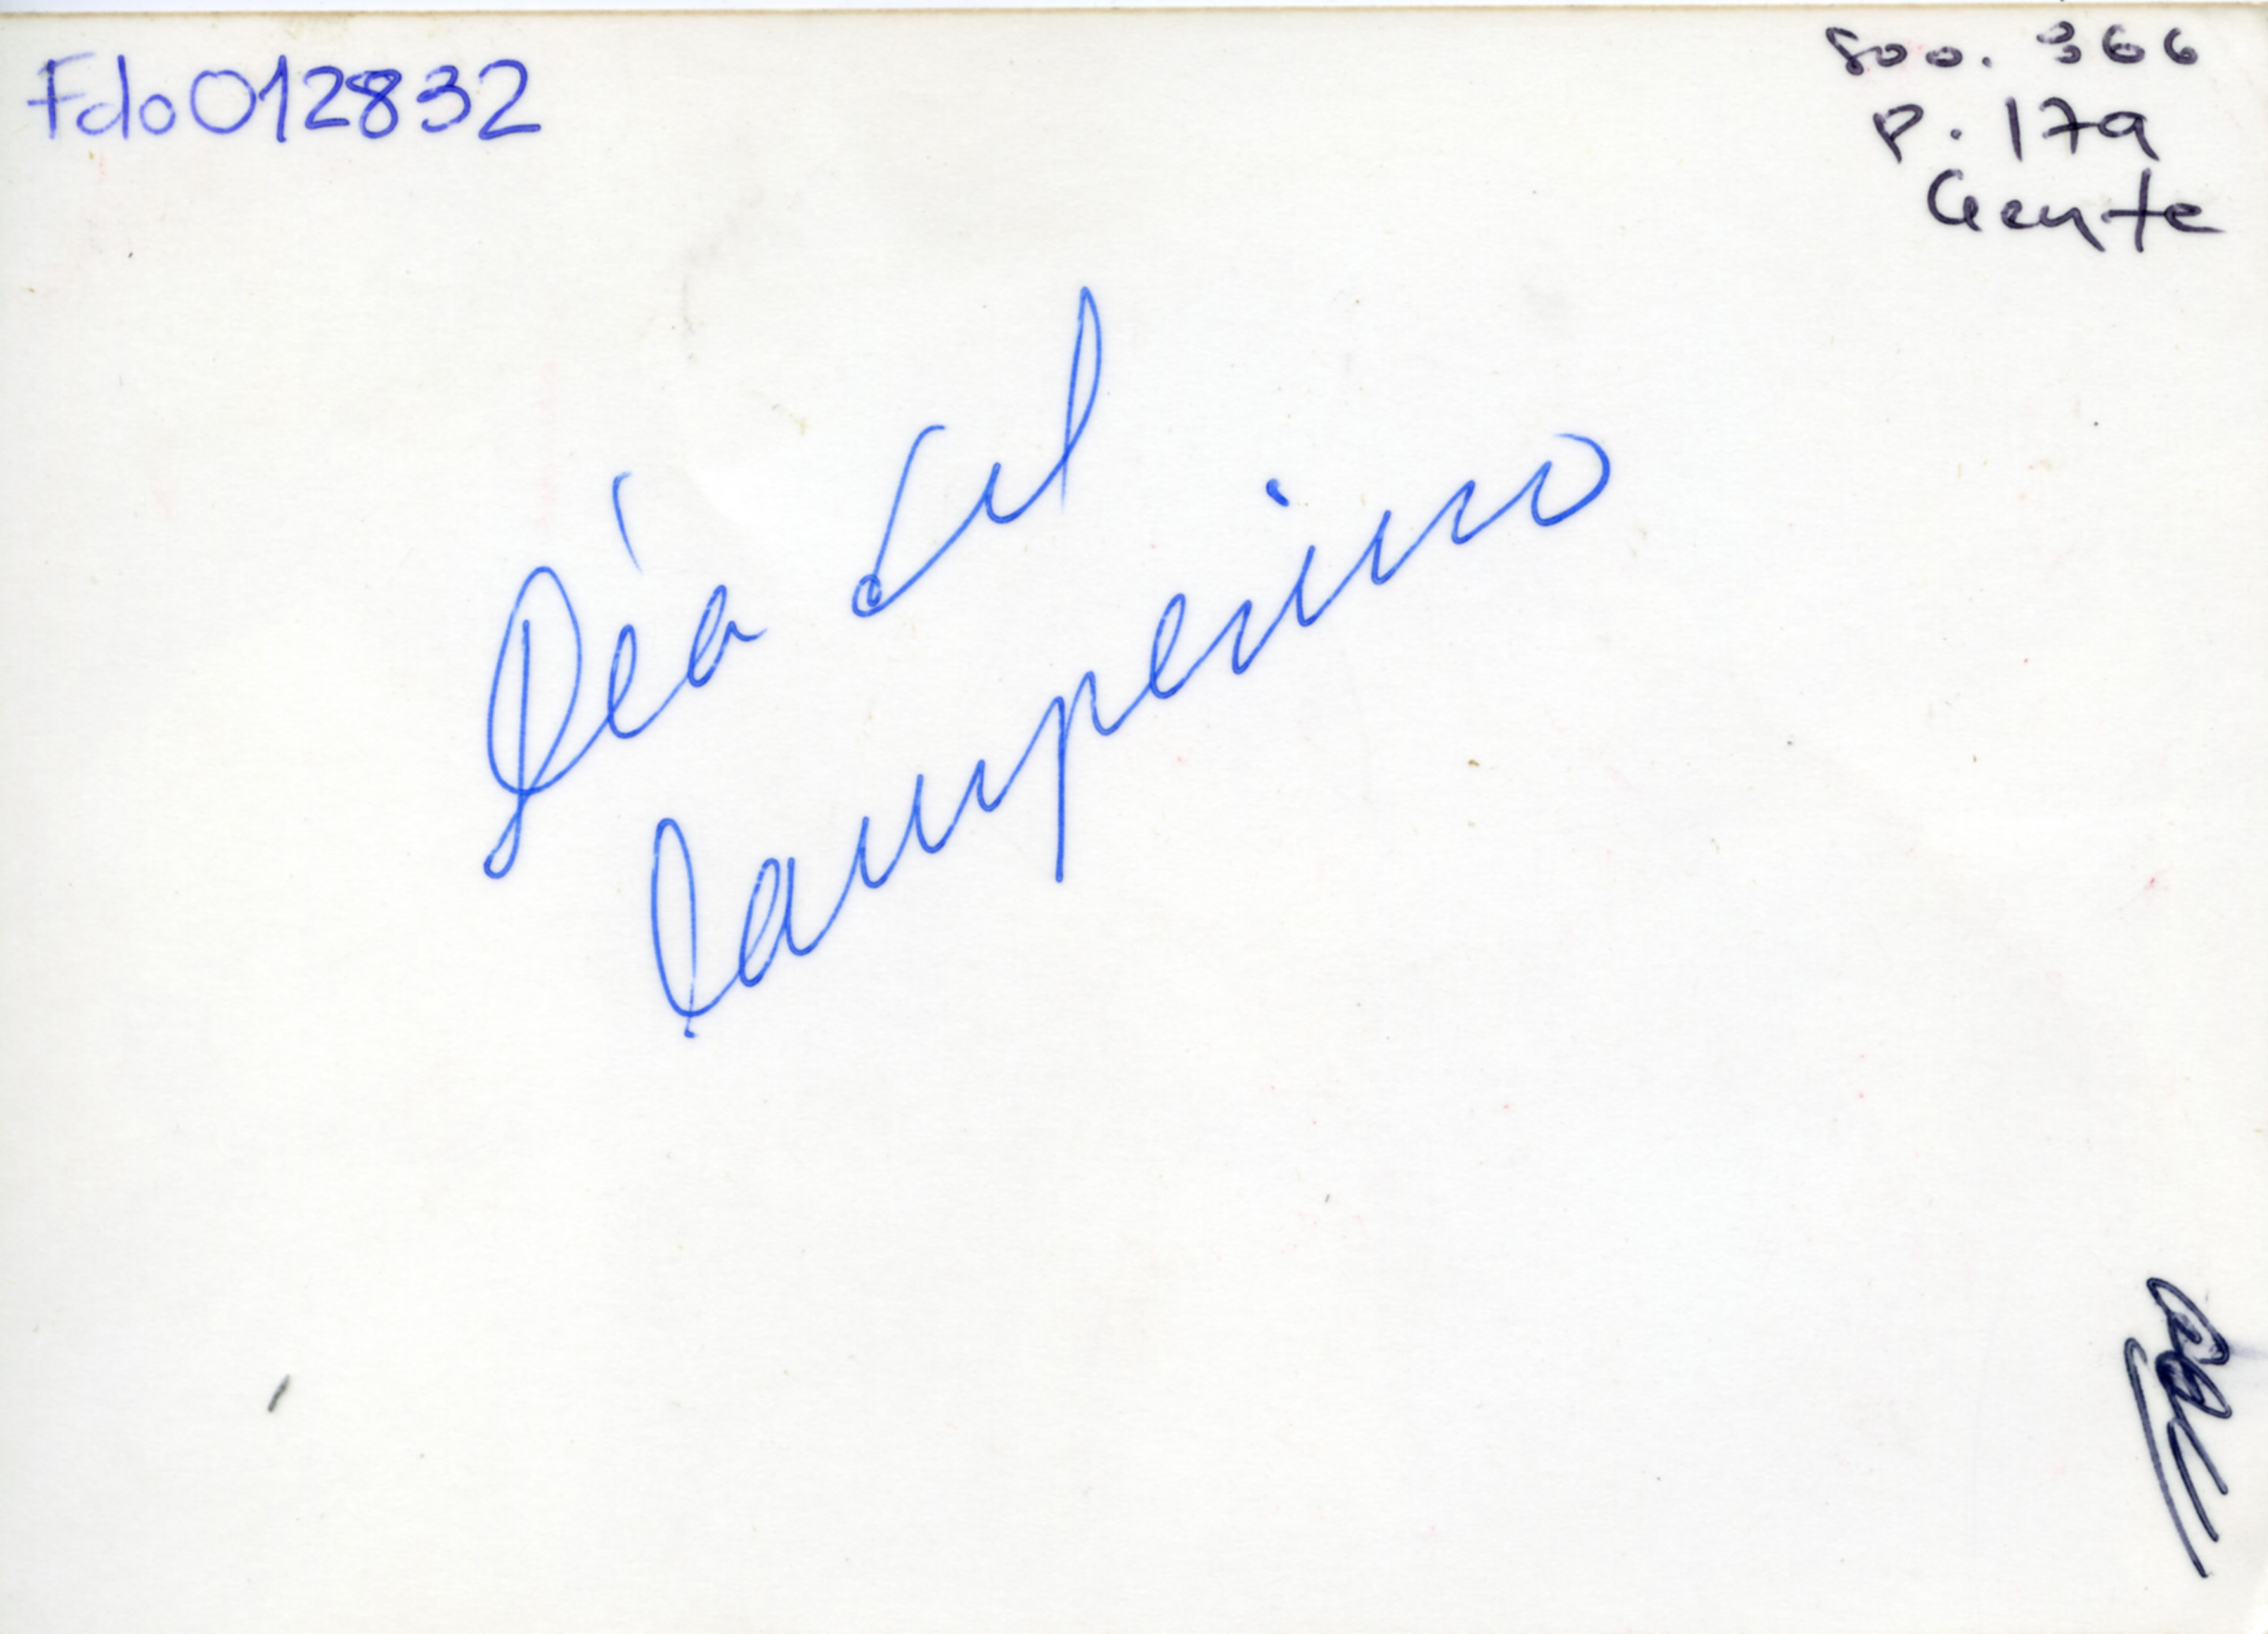 Fdo012832
800.366
P. 179
Gente
Día del
Campesino